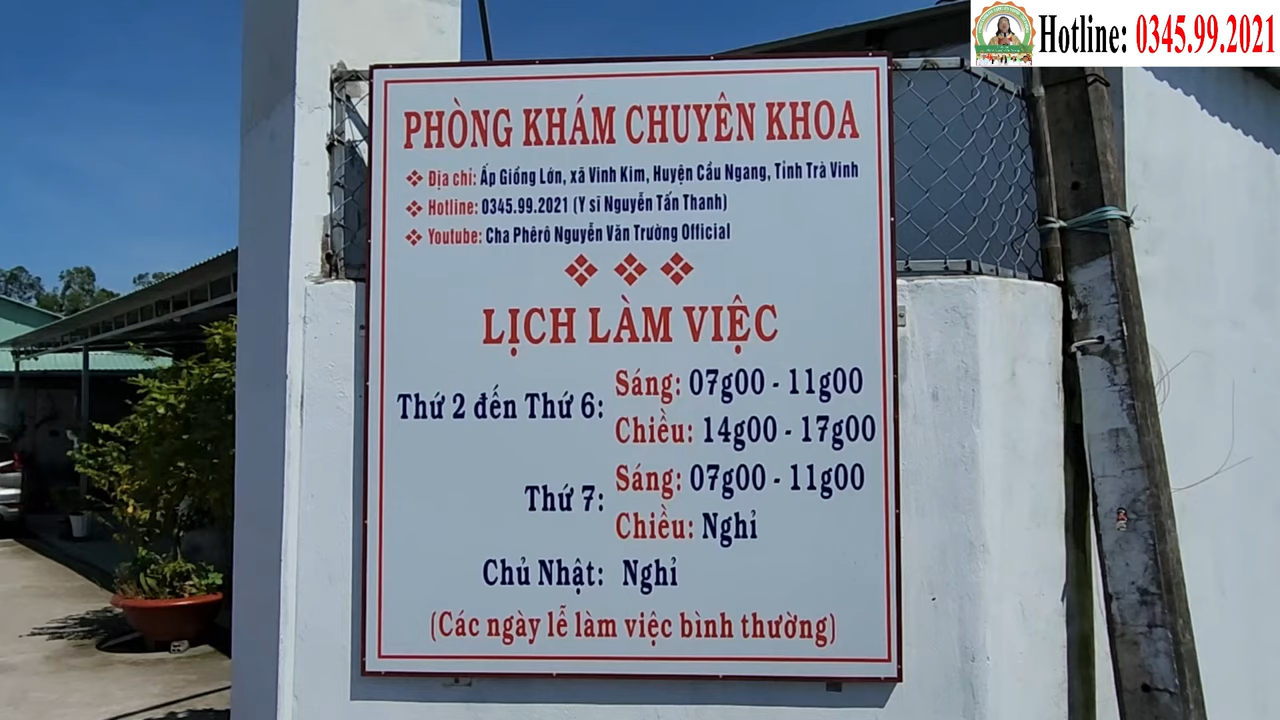 Hotline: 0345.99.2021
PHÒNG KHÁM CHUYÊN KHOA
Địa chỉ: Ấp Giồng Lớn, xã Vinh Kim, Huyện Cầu Ngang, Tỉnh Trà Vinh
Hotline: 0345.99.2021 (Y sĩ Nguyễn Tấn Thanh)
Youtube: Cha Phêrô Nguyễn Văn Trường Official
LỊCH LÀM VIỆC
Thứ 2 đến Thứ 6: Sáng: 07g00 - 11g00
Chiều: 14g00 - 17g00
Thứ 7: Sáng: 07g00 - 11g00
Chiều: Nghỉ
Chủ Nhật: Nghỉ
(Các ngày lễ làm việc bình thường)